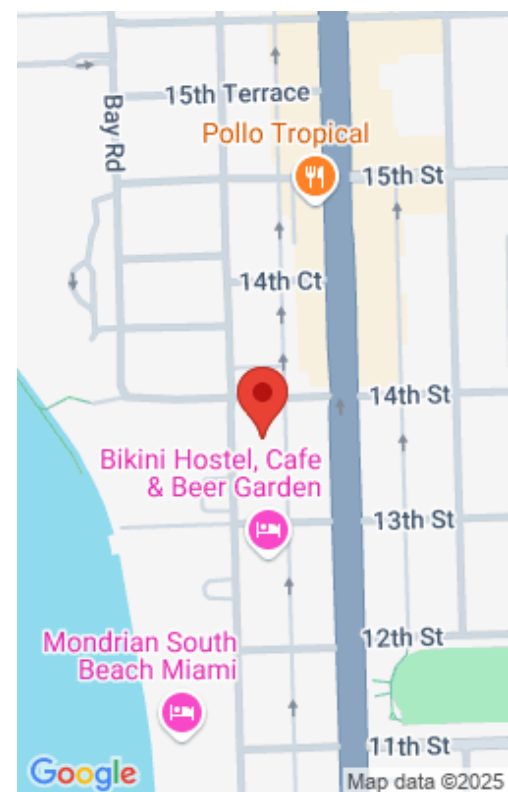 15th Terrace
Bay Rd
Pollo Tropical
15th St
14th Ct
14th St
Bikini Hostel, Cafe
& Beer Garden
13th St
12th St
Mondrian South
Beach Miami
11th St
Google
Map data ©2025